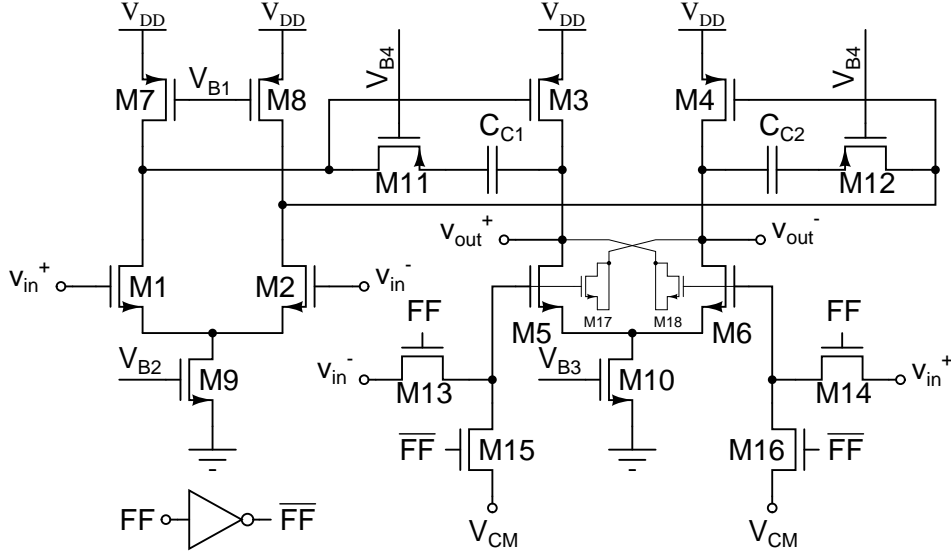 VDD VDD VDD VDD
VB4 VB4
M7 VB1 M8 M3 M4
CC1 CC2
M11 M12
vout+ vout-
vin+ M1 M2 vin-
M17 M18
M5 M6
FF FF
VB2 M9 vin- M13 VB3 M10 M14 vin+
FF M15 M16 FF
FF FF
VCM VCM